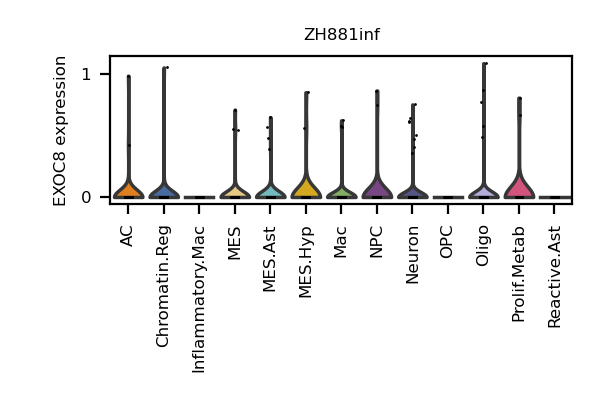 ZH881inf
EXOC8 expression
1
0
AC
Chromatin.Reg
Inflammatory.Mac
MES
MES.Ast
MES.Hyp
Mac
NPC
Neuron
OPC
Oligo
Prolif.Metab
Reactive.Ast